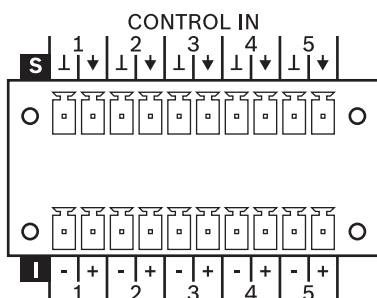 CONTROL IN
1 2 3 4 5
S ⊥ ↓ ⊥ ↓ ⊥ ↓ ⊥ ↓ ⊥ ↓
I - + - + - + - + - +
1 2 3 4 5